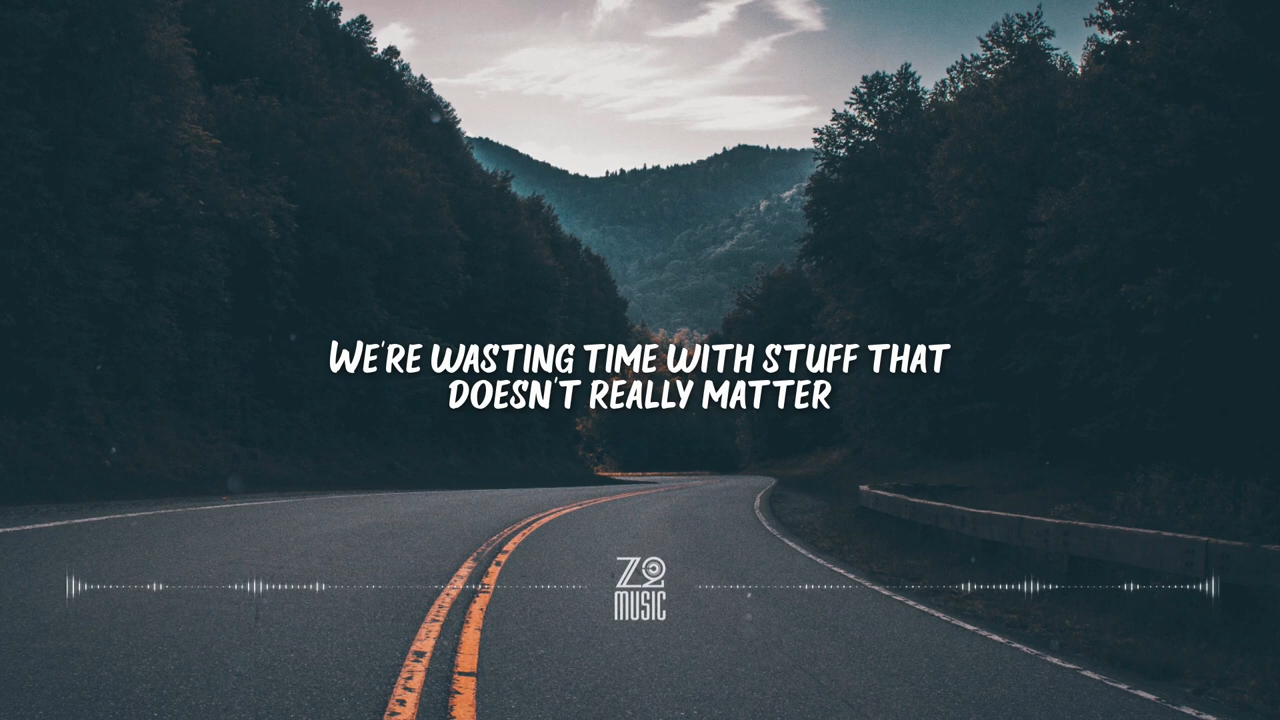 WE'RE WASTING TIME WITH STUFF THAT
DOESN'T REALLY MATTER
Z2
MUSIC